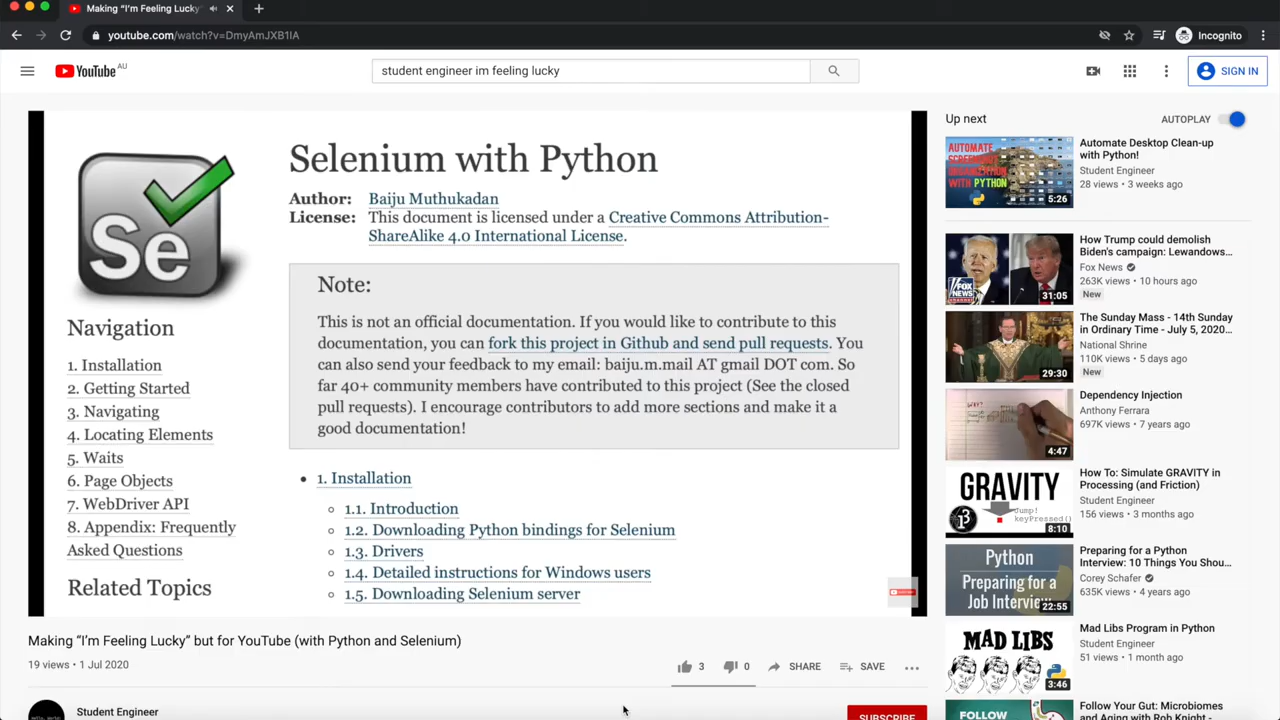 Making "I'm Feeling Lucky"
youtube.com/watch?v=DmyAmJXB1IA
Incognito
YouTube AU
student engineer im feeling lucky
SIGN IN
Se
Navigation
1. Installation
2. Getting Started
3. Navigating
4. Locating Elements
5. Waits
6. Page Objects
7. WebDriver API
8. Appendix: Frequently
Asked Questions
Related Topics
Selenium with Python
Author: Baiju Muthukadan
License: This document is licensed under a Creative Commons Attribution-
ShareAlike 4.0 International License.
Note:
This is not an official documentation. If you would like to contribute to this
documentation, you can fork this project in Github and send pull requests. You
can also send your feedback to my email: baiju.m.mail AT gmail DOT com. So
far 40+ community members have contributed to this project (See the closed
pull requests). I encourage contributors to add more sections and make it a
good documentation!
1. Installation
1.1. Introduction
1.2. Downloading Python bindings for Selenium
1.3. Drivers
1.4. Detailed instructions for Windows users
1.5. Downloading Selenium server
Making "I'm Feeling Lucky" but for YouTube (with Python and Selenium)
19 views • 1 Jul 2020
3
0
SHARE
SAVE
Student Engineer
SUBSCRIBE
Up next
AUTOPLAY
AUTOMATE
WITH PYTHON
5:26
Automate Desktop Clean-up
with Python!
Student Engineer
28 views • 3 weeks ago
FOX
NEWS
channel
31:05
How Trump could demolish
Biden's campaign: Lewandows...
Fox News
263K views • 10 hours ago
New
29:30
The Sunday Mass - 14th Sunday
in Ordinary Time - July 5, 2020...
National Shrine
110K views • 5 days ago
New
4:47
Dependency Injection
Anthony Ferrara
697K views • 7 years ago
GRAVITY
Jump!
keyPressed()
8:10
How To: Simulate GRAVITY in
Processing (and Friction)
Student Engineer
156 views • 3 months ago
Python
Preparing for a
Job Interview
22:55
Preparing for a Python
Interview: 10 Things You Shou...
Corey Schafer
635K views • 4 years ago
MAD LIBS
3:46
Mad Libs Program in Python
Student Engineer
51 views • 1 month ago
FOLLOW
Follow Your Gut: Microbiomes
and Aging with Rob Knight -